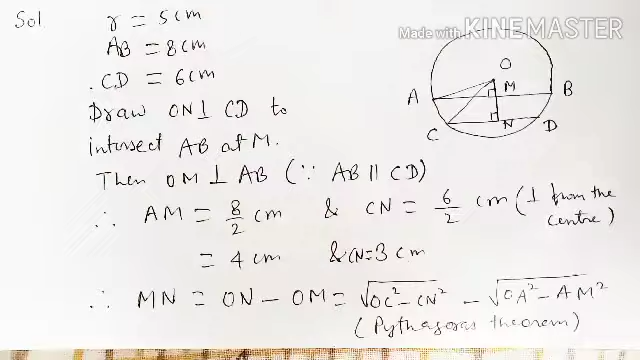 Made with KINEMASTER
Sol
r = 5cm
AB = 8cm
CD = 6cm
Draw ON ⊥ CD to
intersect AB at M.
Then OM ⊥ AB (∵ AB || CD)
∴ AM = 8/2 cm & CN = 6/2 cm (⊥ from the
centre)
= 4 cm & CN = 3 cm
∴ MN = ON − OM = √(OC² − CN²) − √(OA² − AM²)
(Pythagoras theorem)
O
A
M
B
C
N
D